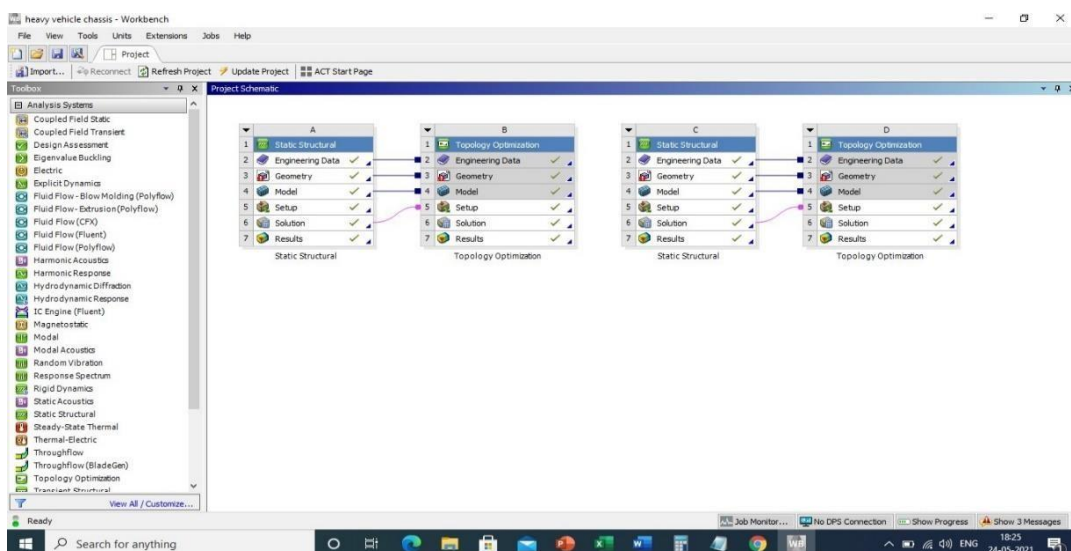 heavy vehicle chassis - Workbench
File View Tools Units Extensions Jobs Help
Project
Import... Reconnect Refresh Project Update Project ACT Start Page
Toolbox
Project Schematic
Analysis Systems
Coupled Field Static
Coupled Field Transient
Design Assessment
Eigenvalue Buckling
Electric
Explicit Dynamics
Fluid Flow - Blow Molding (Polyflow)
Fluid Flow - Extrusion (Polyflow)
Fluid Flow (CFX)
Fluid Flow (Fluent)
Fluid Flow (Polyflow)
Harmonic Acoustics
Harmonic Response
Hydrodynamic Diffraction
Hydrodynamic Response
IC Engine (Fluent)
Magnetostatic
Modal
Modal Acoustics
Random Vibration
Response Spectrum
Rigid Dynamics
Static Acoustics
Static Structural
Steady-State Thermal
Thermal-Electric
Throughflow
Throughflow (BladeGen)
Topology Optimization
Transient Structural
View All / Customize...
A
1 Static Structural
2 Engineering Data
3 Geometry
4 Model
5 Setup
6 Solution
7 Results
Static Structural
B
1 Topology Optimization
2 Engineering Data
3 Geometry
4 Model
5 Setup
6 Solution
7 Results
Topology Optimization
C
1 Static Structural
2 Engineering Data
3 Geometry
4 Model
5 Setup
6 Solution
7 Results
Static Structural
D
1 Topology Optimization
2 Engineering Data
3 Geometry
4 Model
5 Setup
6 Solution
7 Results
Topology Optimization
Ready
Job Monitor... No DPS Connection Show Progress Show 3 Messages
Search for anything
WB
ENG
18:25
24-05-2021